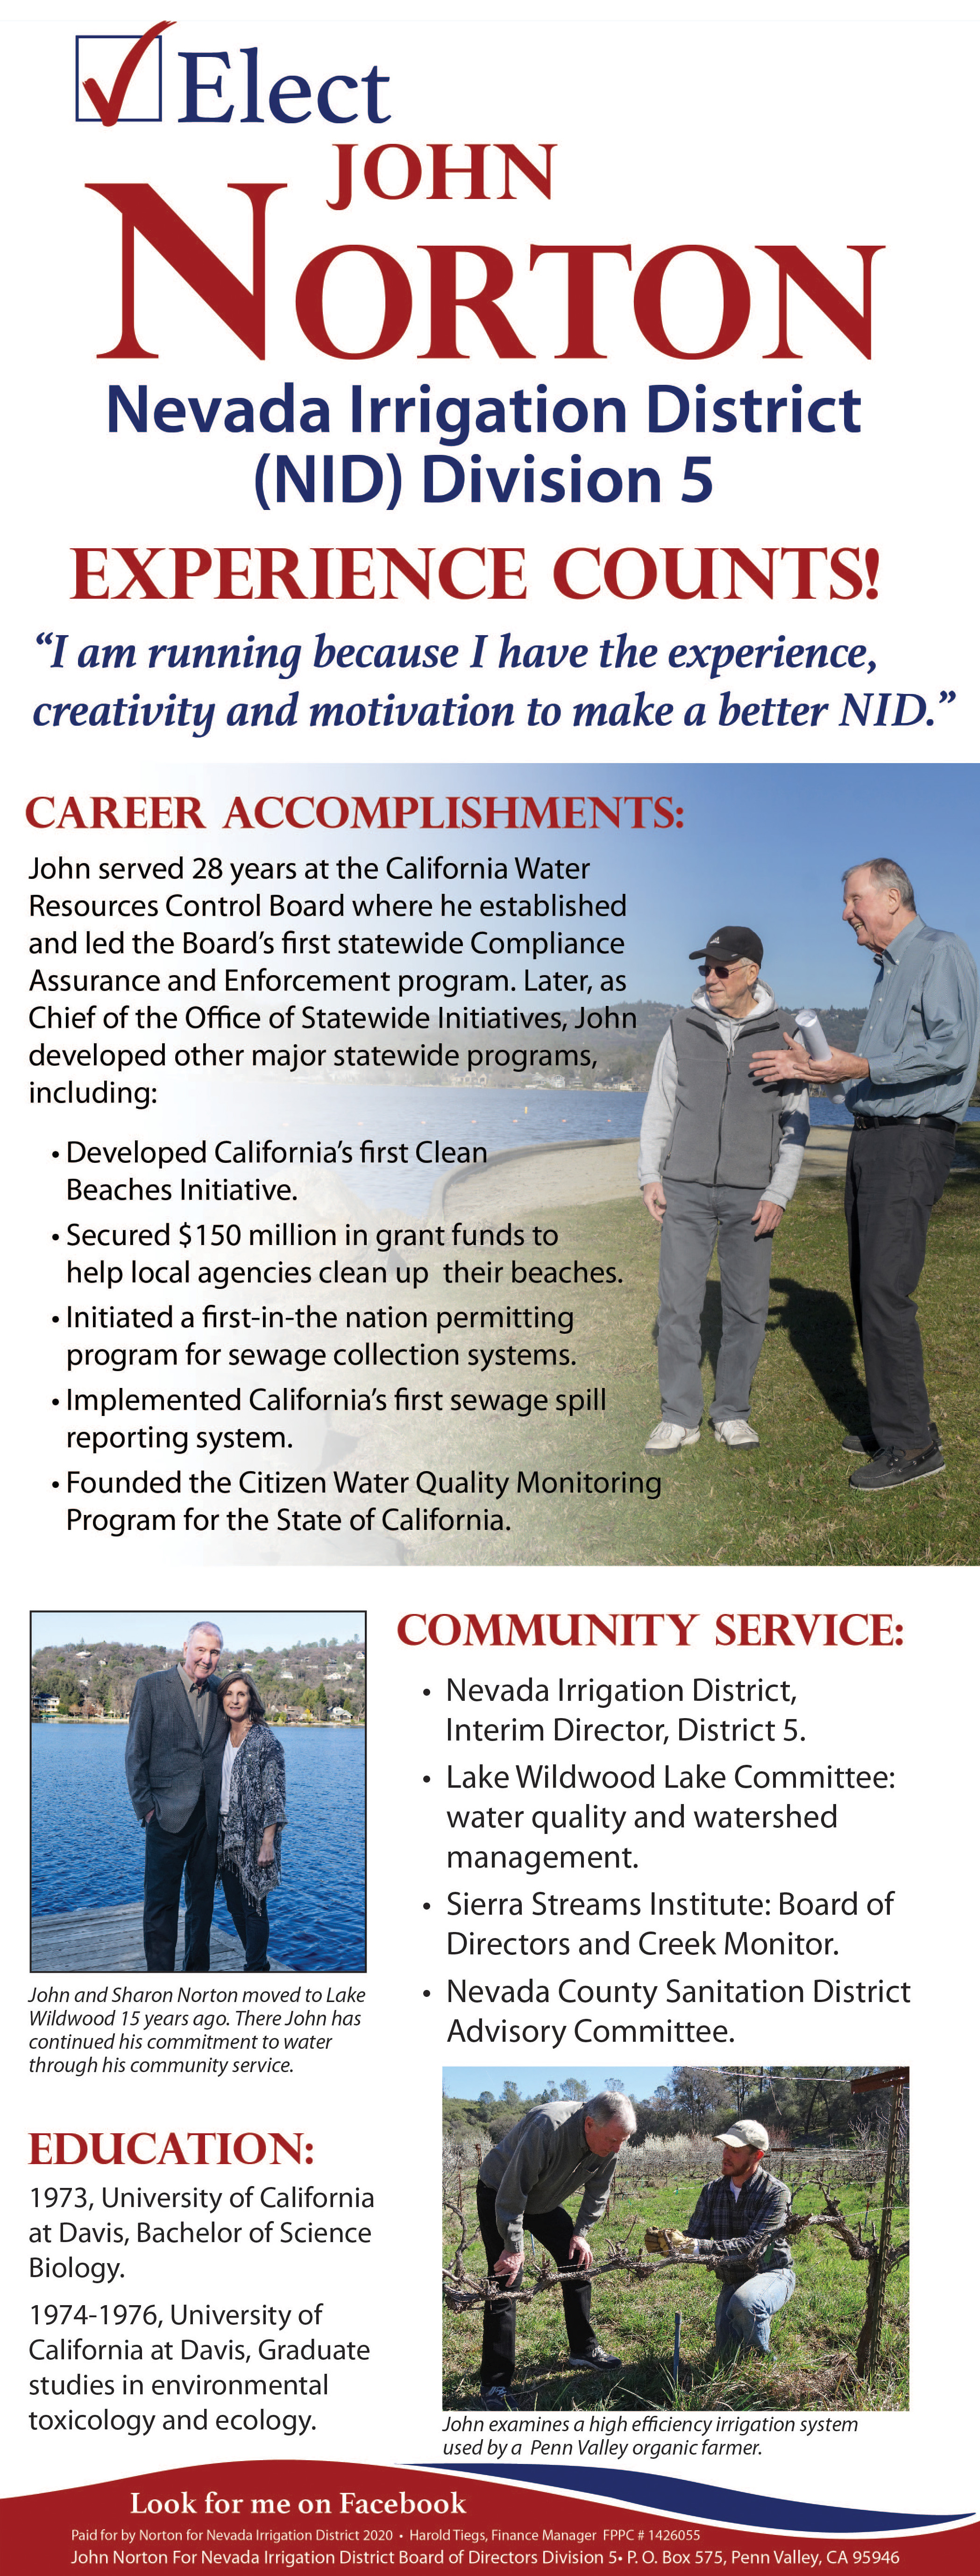 Elect
JOHN
NORTON
Nevada Irrigation District
(NID) Division 5
EXPERIENCE COUNTS!
“I am running because I have the experience,
creativity and motivation to make a better NID.”
CAREER ACCOMPLISHMENTS:
John served 28 years at the California Water
Resources Control Board where he established
and led the Board’s first statewide Compliance
Assurance and Enforcement program. Later, as
Chief of the Office of Statewide Initiatives, John
developed other major statewide programs,
including:
• Developed California’s first Clean
Beaches Initiative.
• Secured $150 million in grant funds to
help local agencies clean up their beaches.
• Initiated a first-in-the nation permitting
program for sewage collection systems.
• Implemented California’s first sewage spill
reporting system.
• Founded the Citizen Water Quality Monitoring
Program for the State of California.
John and Sharon Norton moved to Lake
Wildwood 15 years ago. There John has
continued his commitment to water
through his community service.
COMMUNITY SERVICE:
• Nevada Irrigation District,
Interim Director, District 5.
• Lake Wildwood Lake Committee:
water quality and watershed
management.
• Sierra Streams Institute: Board of
Directors and Creek Monitor.
• Nevada County Sanitation District
Advisory Committee.
EDUCATION:
1973, University of California
at Davis, Bachelor of Science
Biology.
1974-1976, University of
California at Davis, Graduate
studies in environmental
toxicology and ecology.
John examines a high efficiency irrigation system
used by a Penn Valley organic farmer.
Look for me on Facebook
Paid for by Norton for Nevada Irrigation District 2020 • Harold Tiegs, Finance Manager FPPC # 1426055
John Norton For Nevada Irrigation District Board of Directors Division 5• P. O. Box 575, Penn Valley, CA 95946